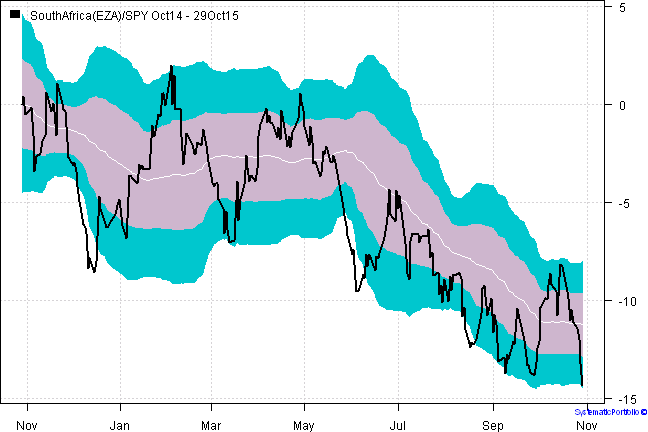 SouthAfrica(EZA)/SPY Oct14 - 29Oct15
5
0
-5
-10
-15
SystematicPortfolio ©
Nov Jan Mar May Jul Sep Nov